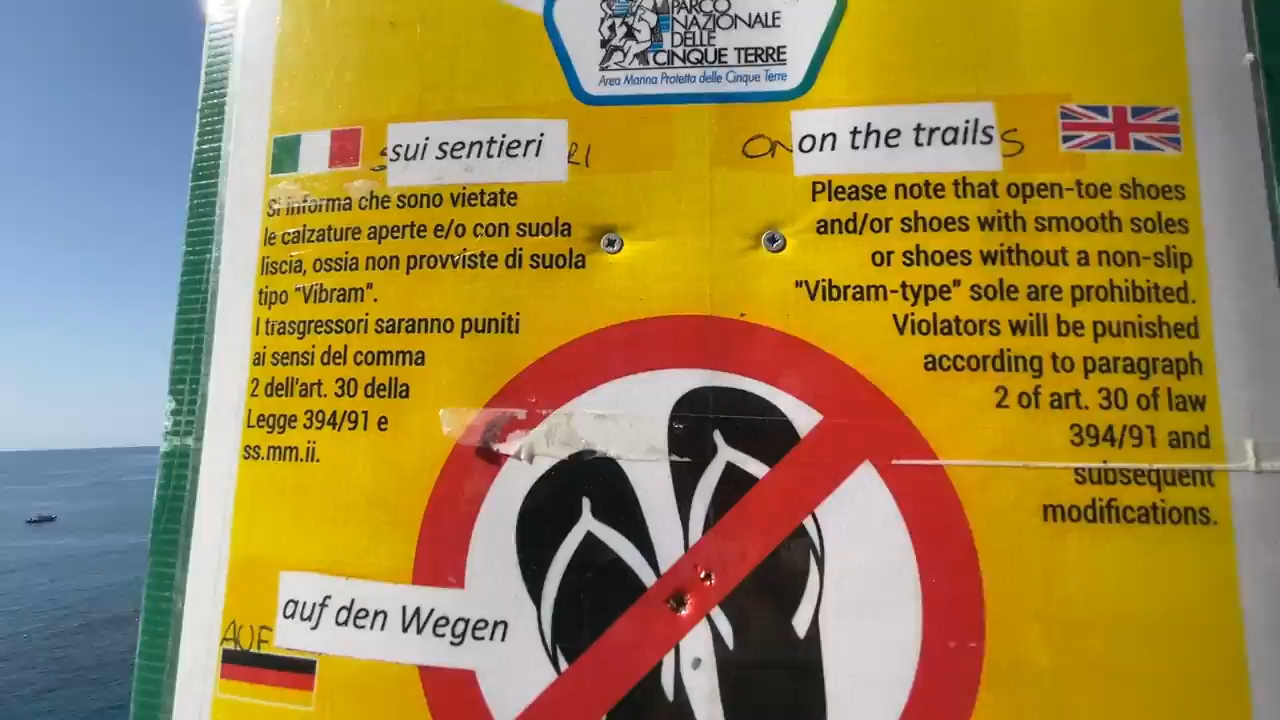 PARCO
NAZIONALE
DELLE
CINQUE TERRE
Area Marina Protetta delle Cinque Terre
sui sentieri
Si informa che sono vietate
le calzature aperte e/o con suola
liscia, ossia non provviste di suola
tipo "Vibram".
I trasgressori saranno puniti
ai sensi del comma
2 dell'art. 30 della
Legge 394/91 e
ss.mm.ii.
ON on the trails
Please note that open-toe shoes
and/or shoes with smooth soles
or shoes without a non-slip
"Vibram-type" sole are prohibited.
Violators will be punished
according to paragraph
2 of art. 30 of law
394/91 and
subsequent
modifications.
auf den Wegen
AUF